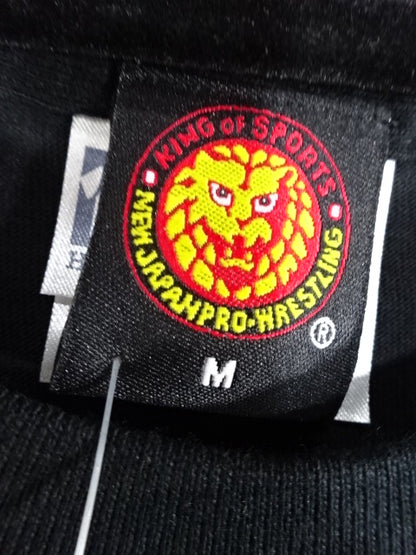 KING OF SPORTS
NEW JAPAN PRO-WRESTLING
®
M